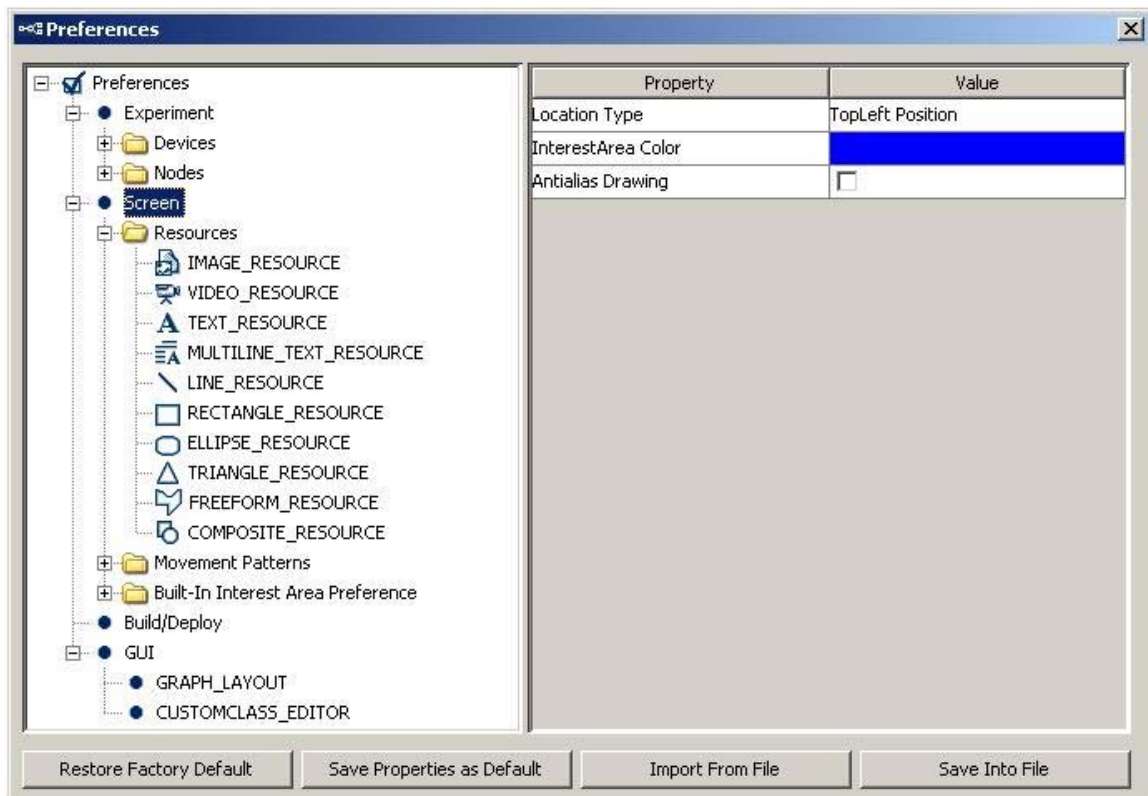 Preferences
Preferences
Experiment
Devices
Nodes
Screen
Resources
IMAGE_RESOURCE
VIDEO_RESOURCE
TEXT_RESOURCE
MULTILINE_TEXT_RESOURCE
LINE_RESOURCE
RECTANGLE_RESOURCE
ELLIPSE_RESOURCE
TRIANGLE_RESOURCE
FREEFORM_RESOURCE
COMPOSITE_RESOURCE
Movement Patterns
Built-In Interest Area Preference
Build/Deploy
GUI
GRAPH_LAYOUT
CUSTOMCLASS_EDITOR
Property Value
Location Type TopLeft Position
InterestArea Color
Antialias Drawing
Restore Factory Default Save Properties as Default Import From File Save Into File